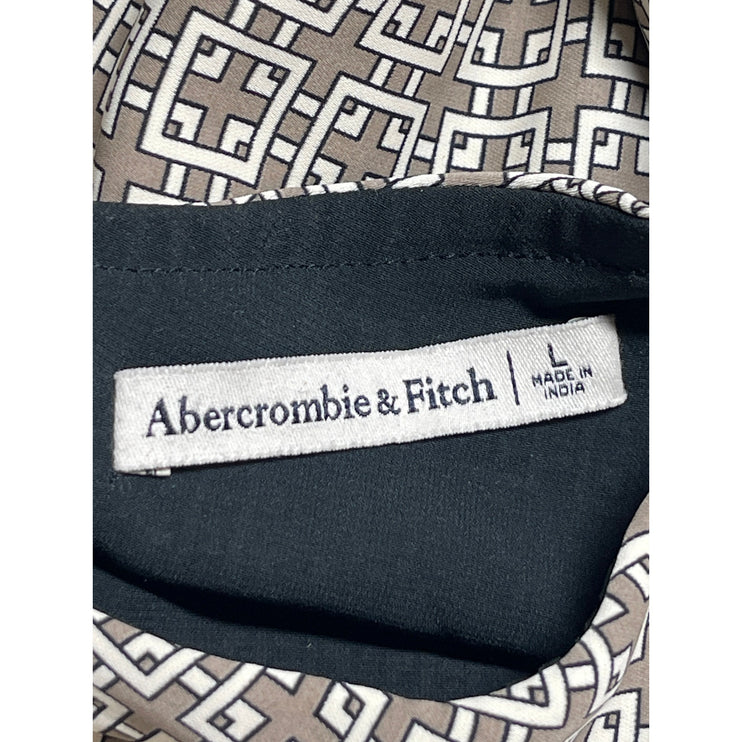 Abercrombie & Fitch | L
MADE IN
INDIA